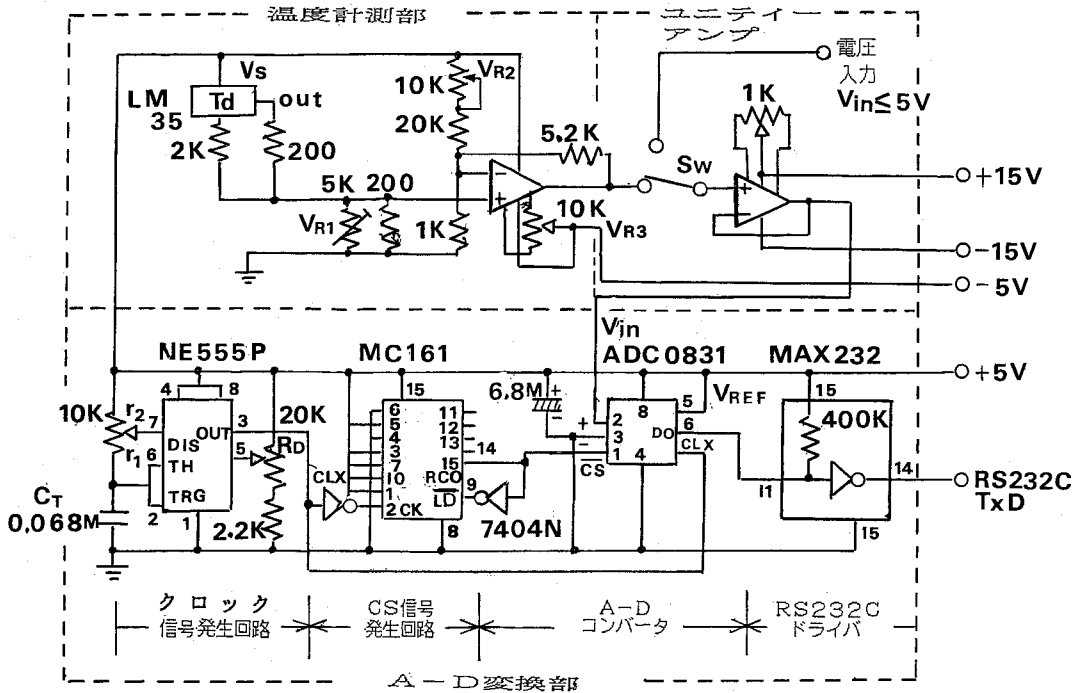 温度計測部
ユニティー
アンプ
電圧
入力
Vin≦5V
VS
LM
35
Td
out
2K
200
10K
VR2
20K
5.2K
5K
200
VR1
1K
−
+
10K
VR3
SW
1K
+
−
+15V
-15V
-5V
Vin
NE555P
MC161
ADC0831
MAX232
+5V
4
8
10K
r2
r1
7
6
2
DIS
TH
TRG
OUT
3
5
1
20K
RD
2.2K
CT
0.068M
CLX
15
6
5
4
3
7
10
1
2
CK
11
12
13
14
15
RCO
LD
9
8
7404N
6.8M
+
−
+
−
CS
2
3
1
8
4
5
VREF
6
DO
CLX
15
400K
I1
14
15
RS232C
TxD
クロック
信号発生回路
CS信号
発生回路
A-D
コンバータ
RS232C
ドライバ
A-D変換部